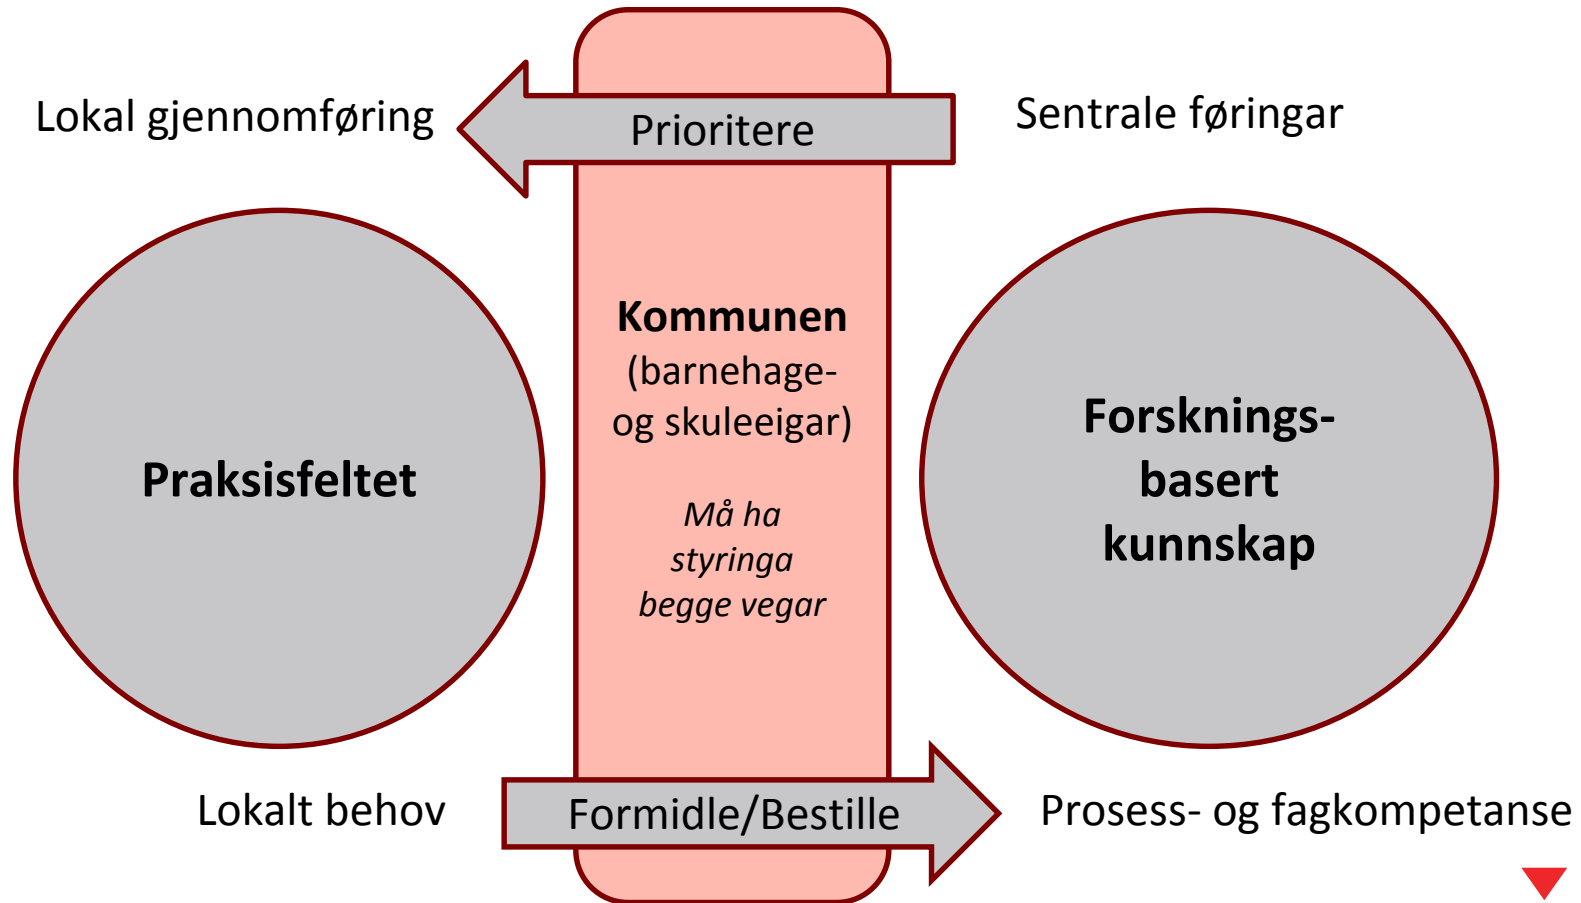 Lokal gjennomføring
Prioritere
Sentrale føringar
Praksisfeltet
Kommunen
(barnehage-
og skuleeigar)
Må ha
styringa
begge vegar
Forsknings-
basert
kunnskap
Lokalt behov
Formidle/Bestille
Prosess- og fagkompetanse